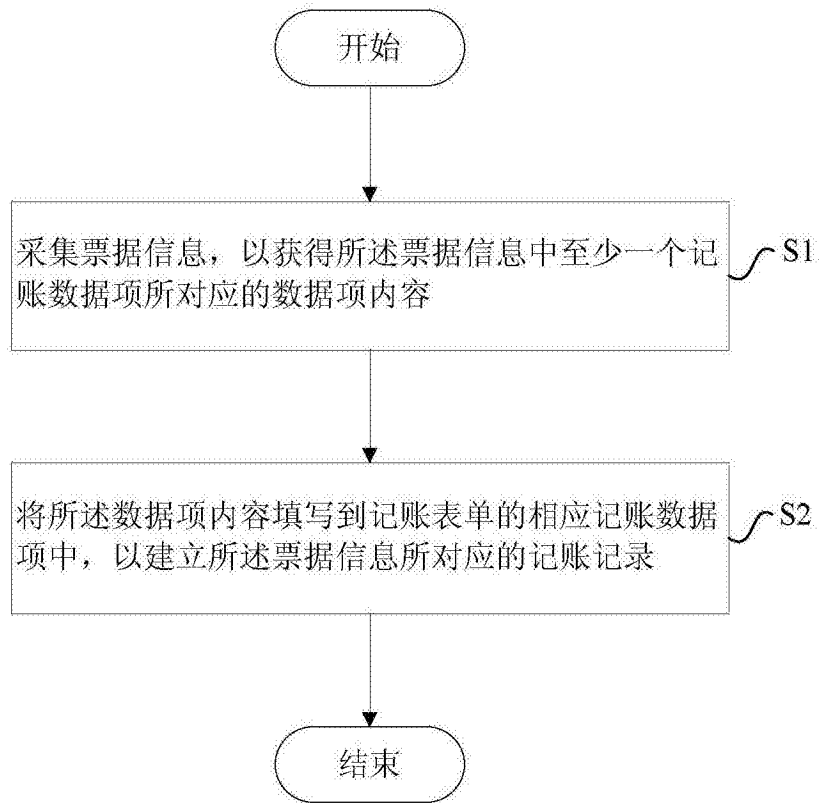 开始
采集票据信息，以获得所述票据信息中至少一个记
账数据项所对应的数据项内容
S1
将所述数据项内容填写到记账表单的相应记账数据
项中，以建立所述票据信息所对应的记账记录
S2
结束